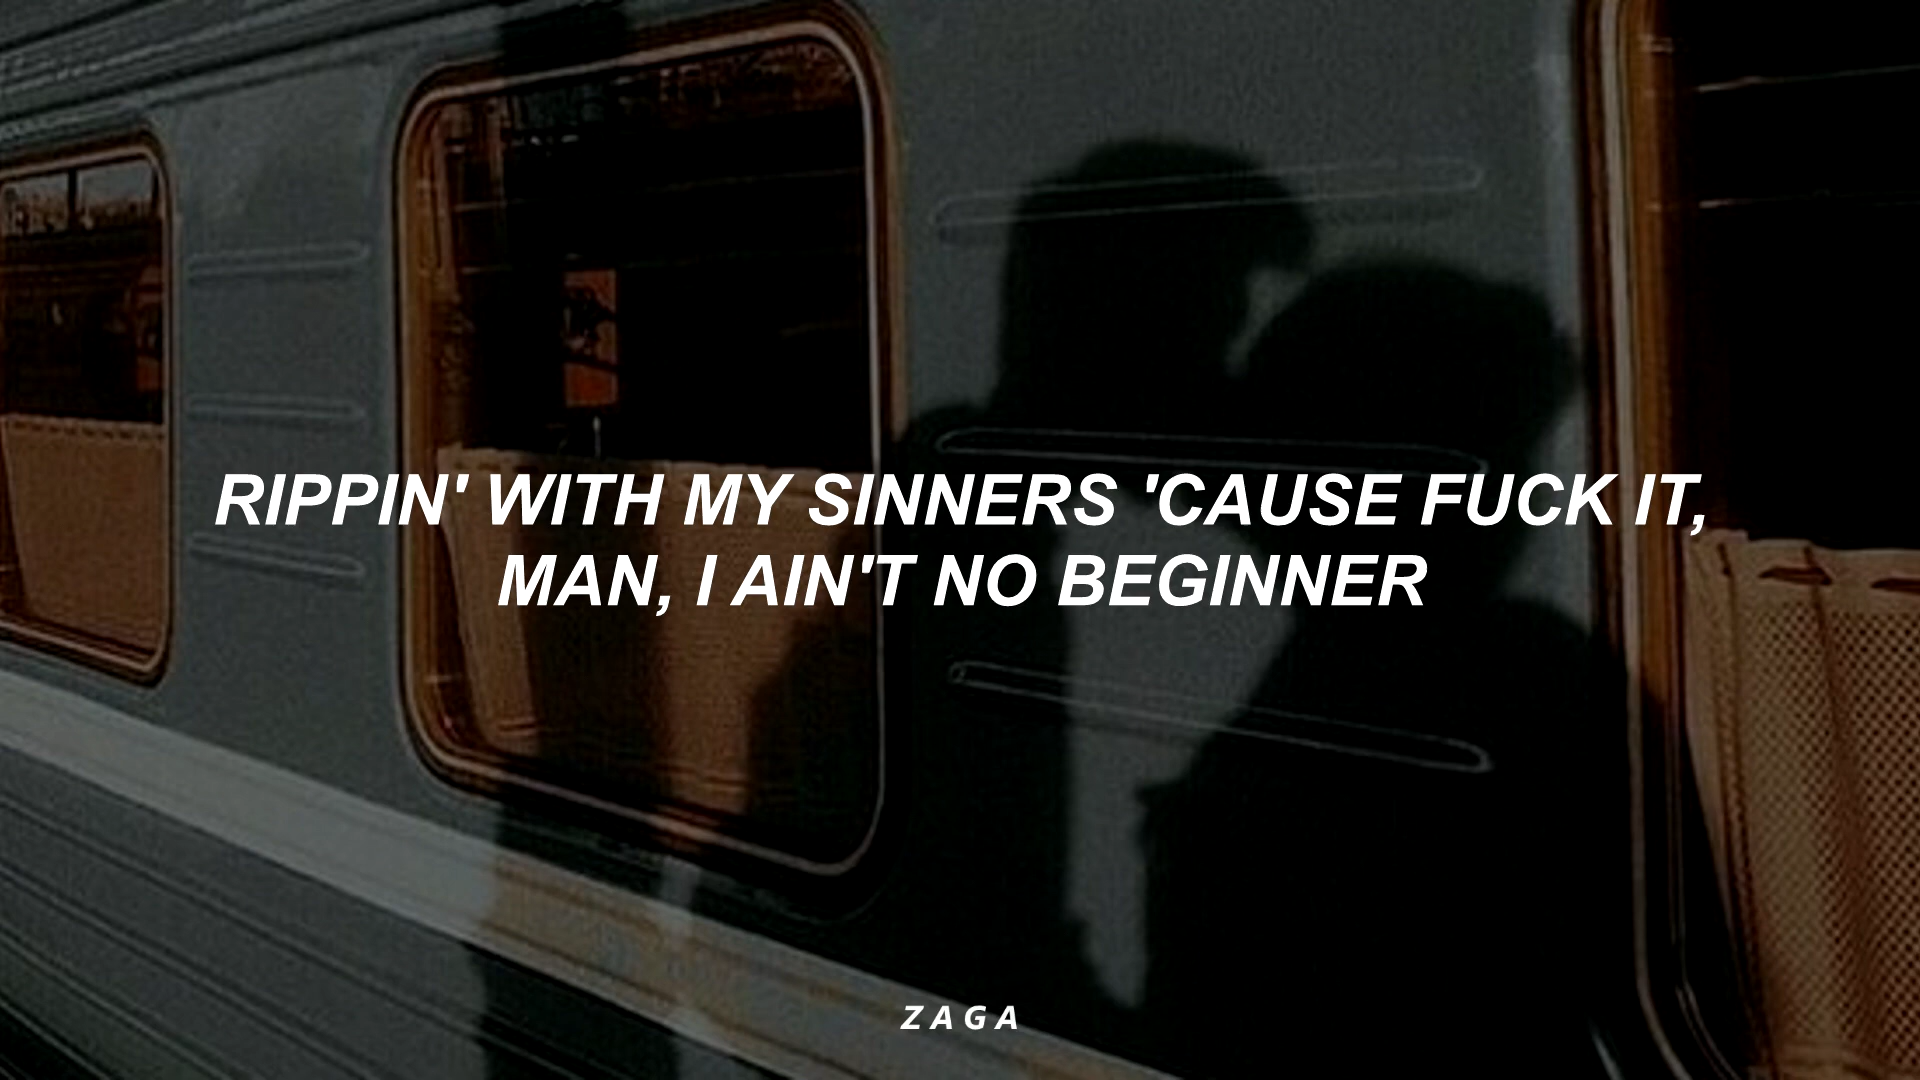 RIPPIN' WITH MY SINNERS 'CAUSE FUCK IT,
MAN, I AIN'T NO BEGINNER
ZAGA